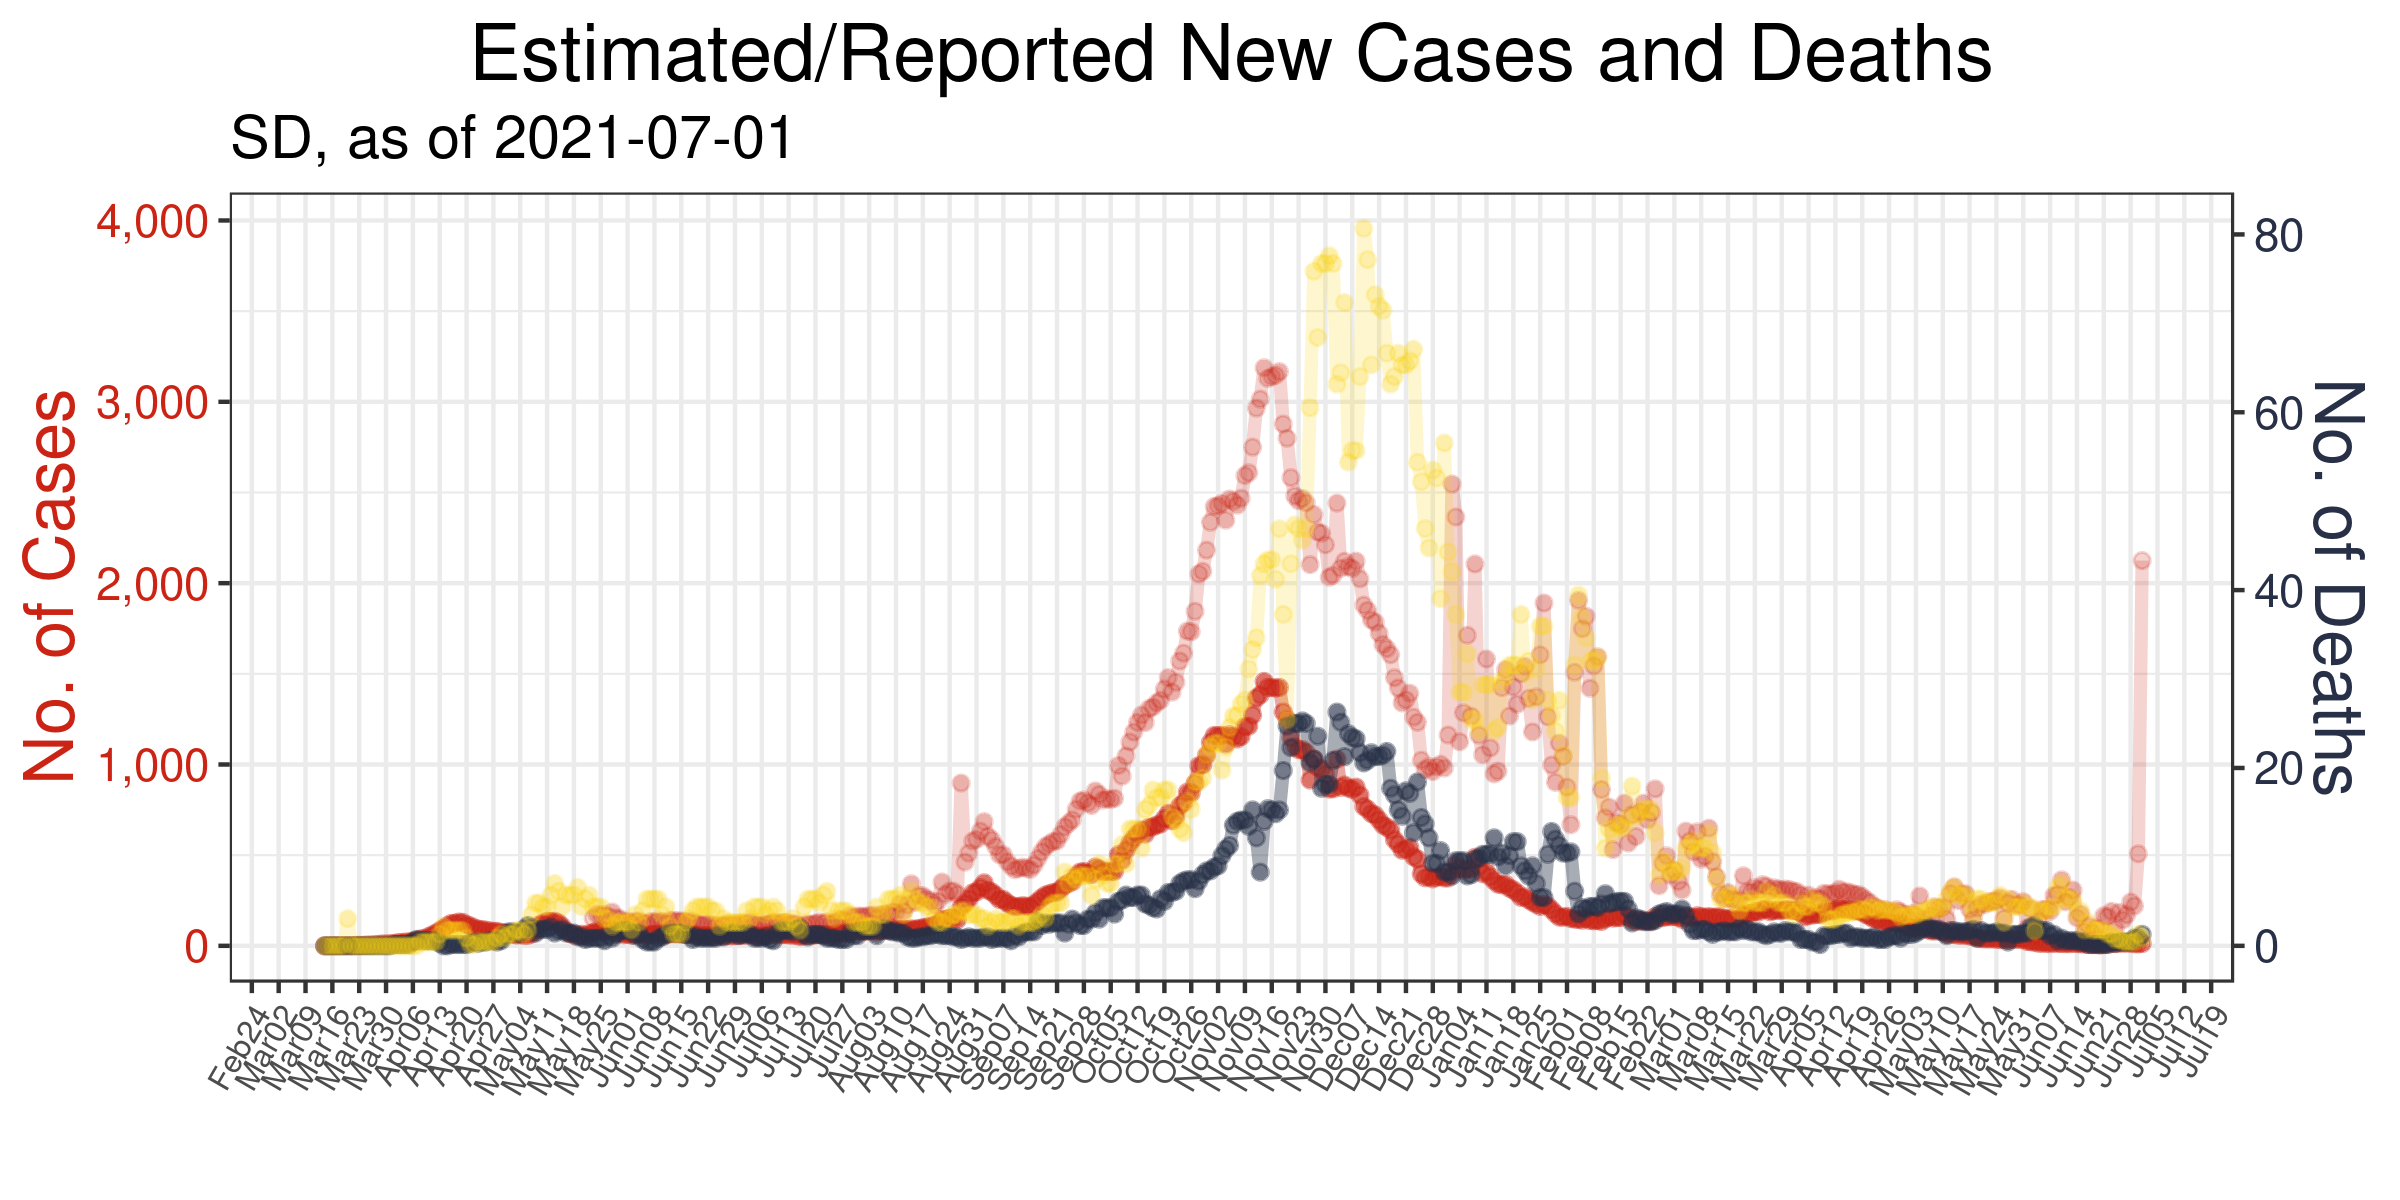 Estimated/Reported New Cases and Deaths
SD, as of 2021-07-01
No. of Cases
4,000
3,000
2,000
1,000
0
80
60
40
20
0
No. of Deaths
Feb24
Mar02
Mar09
Mar16
Mar23
Mar30
Apr06
Apr13
Apr20
Apr27
May04
May11
May18
May25
Jun01
Jun08
Jun15
Jun22
Jun29
Jul06
Jul13
Jul20
Jul27
Aug03
Aug10
Aug17
Aug24
Aug31
Sep07
Sep14
Sep21
Sep28
Oct05
Oct12
Oct19
Oct26
Nov02
Nov09
Nov16
Nov23
Nov30
Dec07
Dec14
Dec21
Dec28
Jan04
Jan11
Jan18
Jan25
Feb01
Feb08
Feb15
Feb22
Mar01
Mar08
Mar15
Mar22
Mar29
Apr05
Apr12
Apr19
Apr26
May03
May10
May17
May24
May31
Jun07
Jun14
Jun21
Jun28
Jul05
Jul12
Jul19